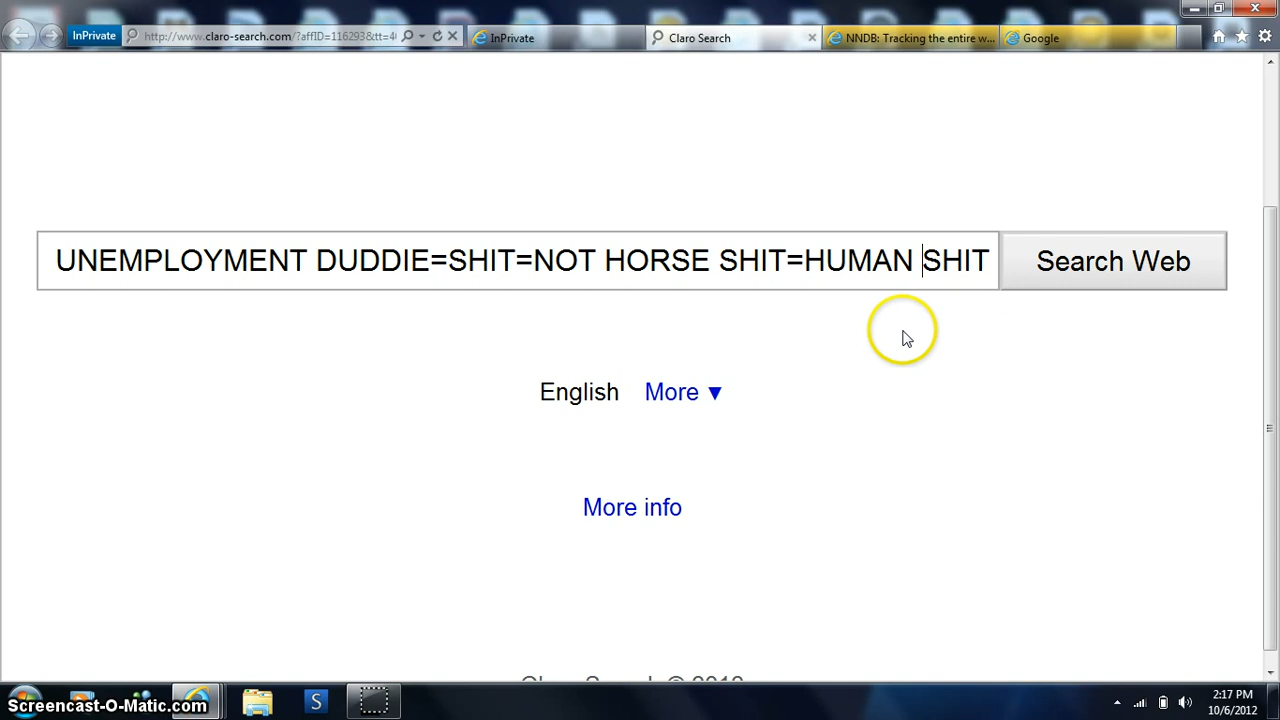 InPrivate
http://www.claro-search.com/?affID=116293&tt=4
InPrivate
Claro Search
NNDB: Tracking the entire w...
Google
UNEMPLOYMENT DUDDIE=SHIT=NOT HORSE SHIT=HUMAN SHIT
Search Web
English More ▼
More info
S
2:17 PM
10/6/2012
Screencast-O-Matic.com